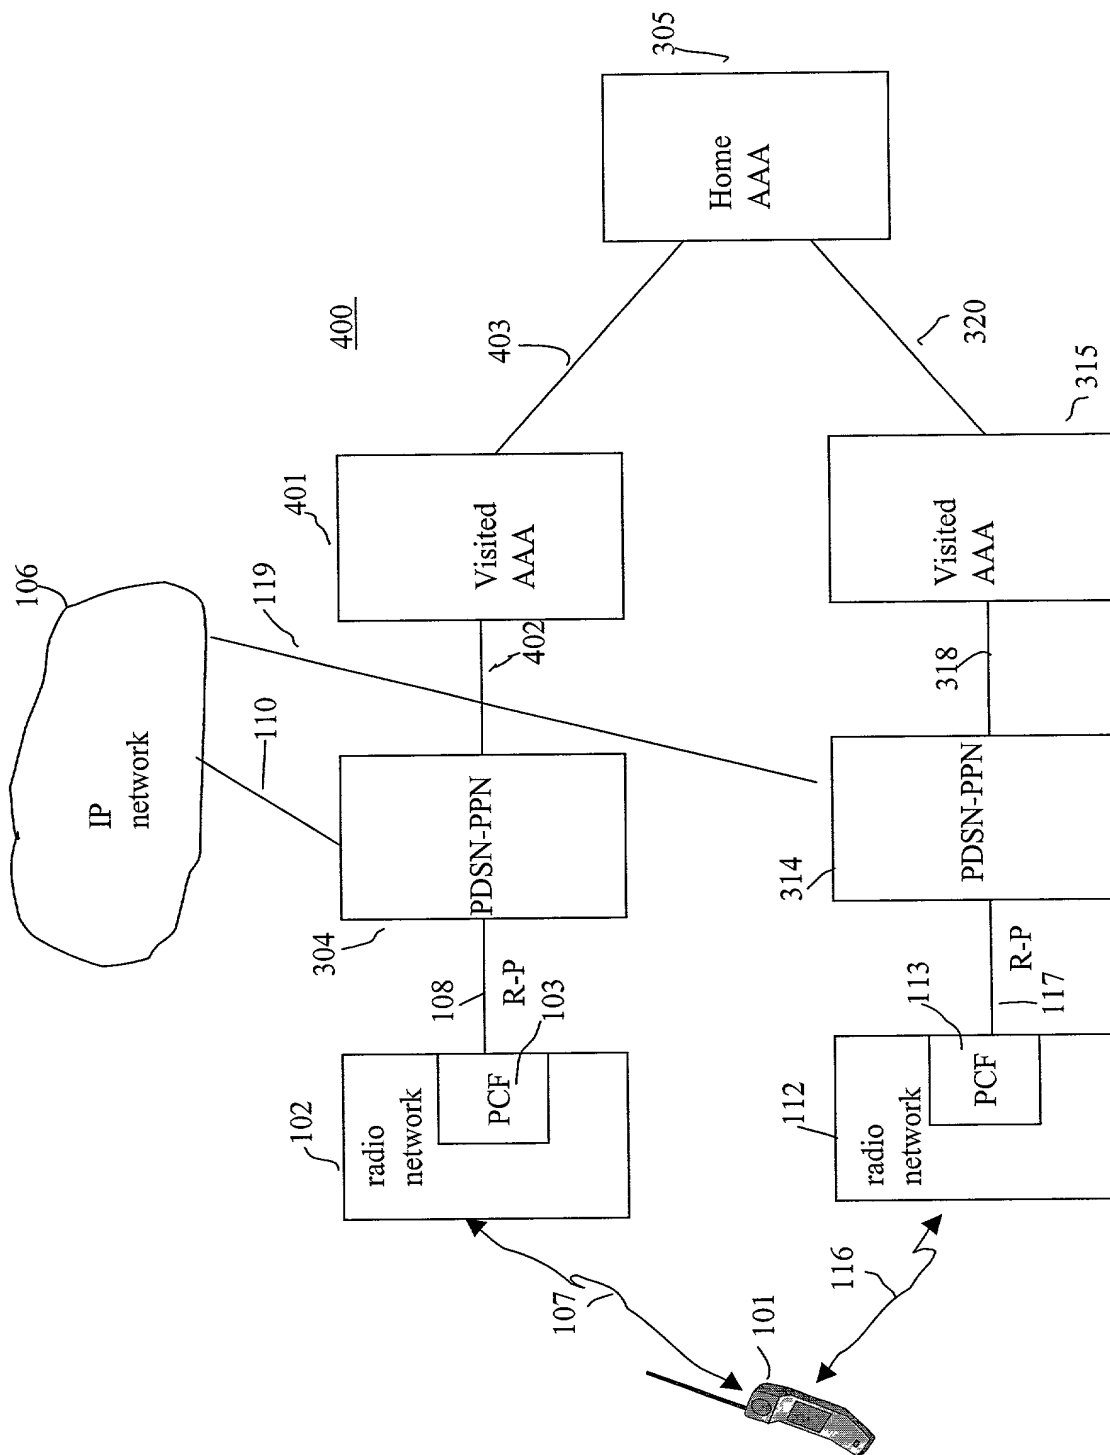 106
IP
network
110
119
400
305
Home
AAA
401
Visited
AAA
403
402
320
304
PDSN-PPN
108
R-P
102
radio
network
PCF
103
107
315
Visited
AAA
318
314
PDSN-PPN
R-P
117
112
radio
network
113
PCF
116
101